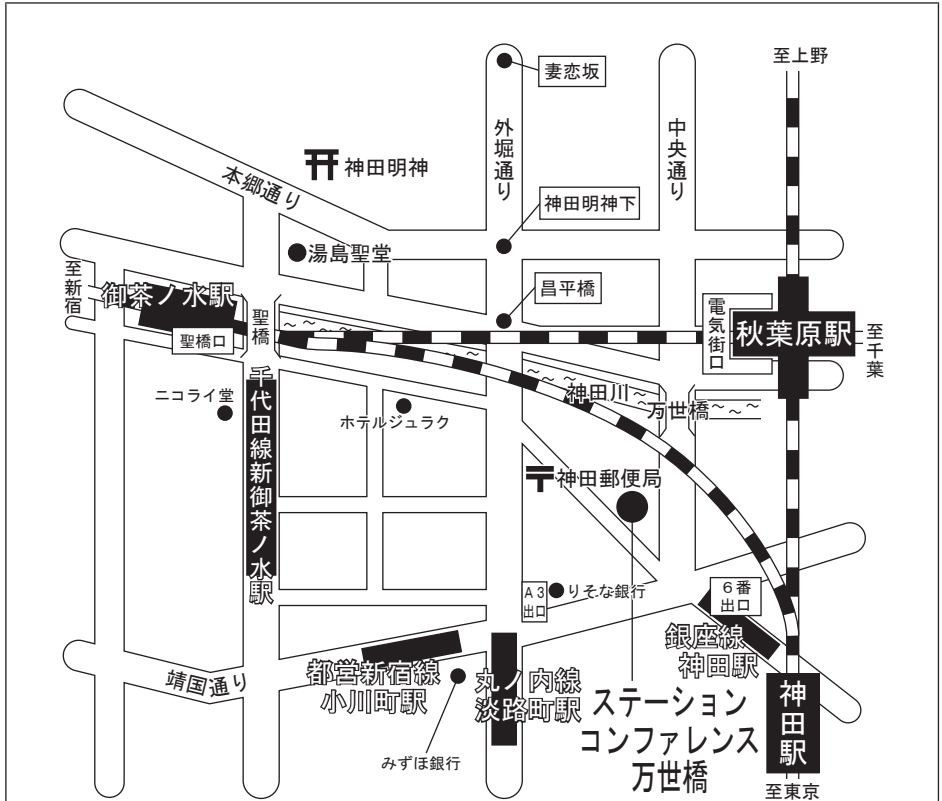 至上野
妻恋坂
外堀通り
中央通り
神田明神
本郷通り
神田明神下
湯島聖堂
至新宿
御茶ノ水駅
聖橋
昌平橋
電気街口
秋葉原駅
至千葉
聖橋口
ニコライ堂
千代田線新御茶ノ水駅
ホテルジュラク
神田川
万世橋
神田郵便局
A3
出口
りそな銀行
6番
出口
銀座線
神田駅
靖国通り
都営新宿線
小川町駅
丸ノ内線
淡路町駅
みずほ銀行
ステーション
コンファレンス
万世橋
神田駅
至東京